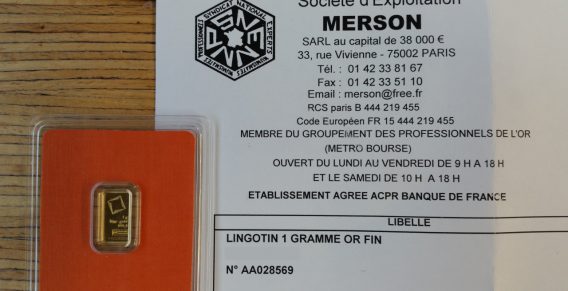 Société d'Exploitation
MERSON
SARL au capital de 38 000 €
33, rue Vivienne - 75002 PARIS
Tél. : 01 42 33 81 67
Fax : 01 42 33 51 10
Email : merson@free.fr
RCS paris B 444 219 455
Code Européen FR 15 444 219 455
MEMBRE DU GROUPEMENT DES PROFESSIONNELS DE L'OR
(METRO BOURSE)
OUVERT DU LUNDI AU VENDREDI DE 9 H A 18 H
ET LE SAMEDI DE 10 H A 18 H
ETABLISSEMENT AGREE ACPR BANQUE DE FRANCE
LIBELLE
LINGOTIN 1 GRAMME OR FIN
N° AA028569
SYNDICAT NATIONAL
EXPERTS
NUMISMATES
PROFESSIONNELS